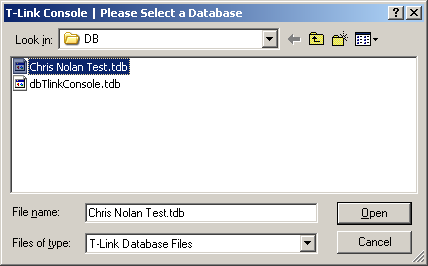 T-Link Console | Please Select a Database
Look in: DB
Chris Nolan Test.tdb
dbTlinkConsole.tdb
File name: Chris Nolan Test.tdb Open
Files of type: T-Link Database Files Cancel